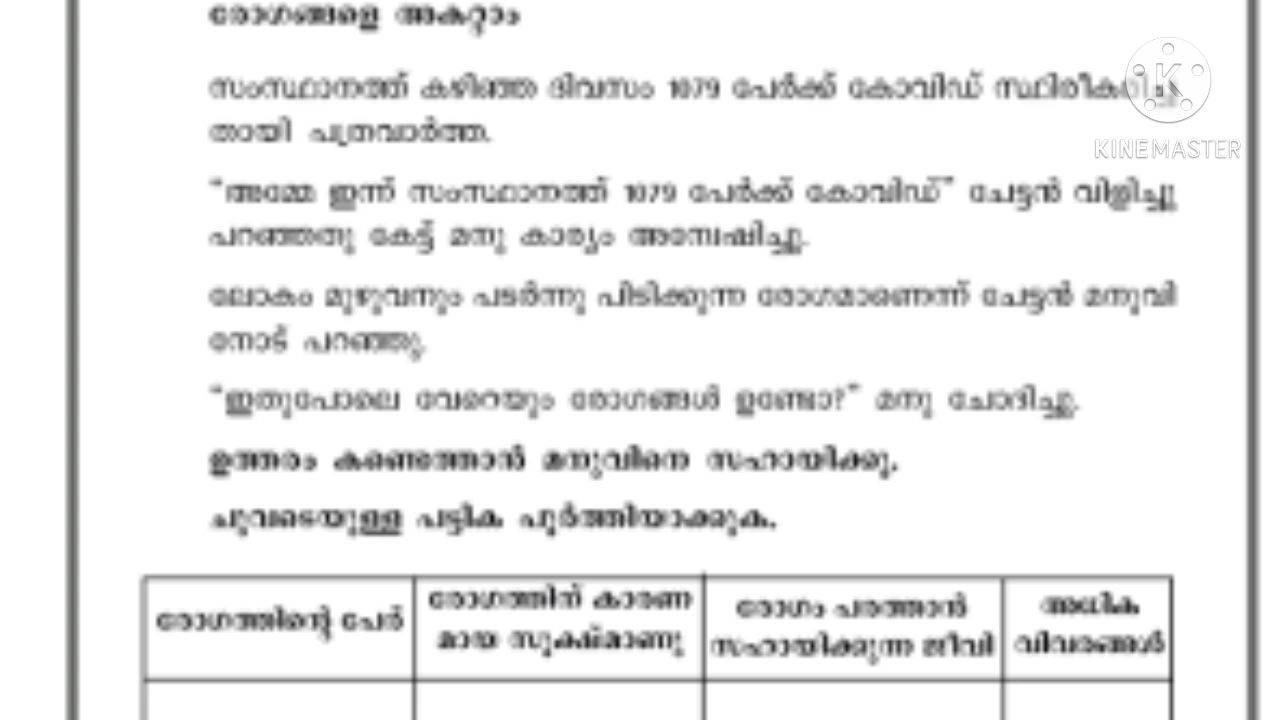 രോഗങ്ങളെ അകറ്റാം
സംസ്ഥാനത്ത് കഴിഞ്ഞ ദിവസം 1079 പേർക്ക് കോവിഡ് സ്ഥിരീകരിച്ച
തായി പത്രവാർത്ത.
"അമ്മേ ഇന്ന് സംസ്ഥാനത്ത് 1079 പേർക്ക് കോവിഡ്" ചേട്ടൻ വിളിച്ചു
പറഞ്ഞതു കേട്ട് മനു കാര്യം അന്വേഷിച്ചു.
ലോകം മുഴുവനും പടർന്നു പിടിക്കുന്ന രോഗമാണെന്ന് ചേട്ടൻ മനുവി
നോട് പറഞ്ഞു.
"ഇതുപോലെ വേറെയും രോഗങ്ങൾ ഉണ്ടോ?" മനു ചോദിച്ചു.
ഉത്തരം കണ്ടെത്താൻ മനുവിനെ സഹായിക്കൂ.
ചുവടെയുള്ള പട്ടിക പൂർത്തിയാക്കുക.
രോഗത്തിന്റെ പേര്
രോഗത്തിന് കാരണ
മായ സൂക്ഷ്മാണു
രോഗം പരത്താൻ
സഹായിക്കുന്ന ജീവി
അധിക
വിവരങ്ങൾ
K
KINEMASTER